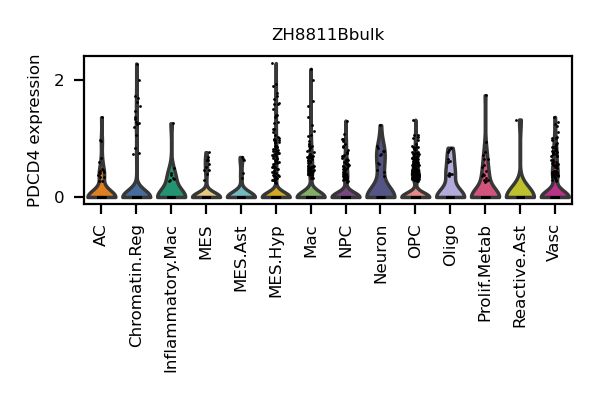 ZH8811Bbulk
PDCD4 expression
2
0
AC
Chromatin.Reg
Inflammatory.Mac
MES
MES.Ast
MES.Hyp
Mac
NPC
Neuron
OPC
Oligo
Prolif.Metab
Reactive.Ast
Vasc